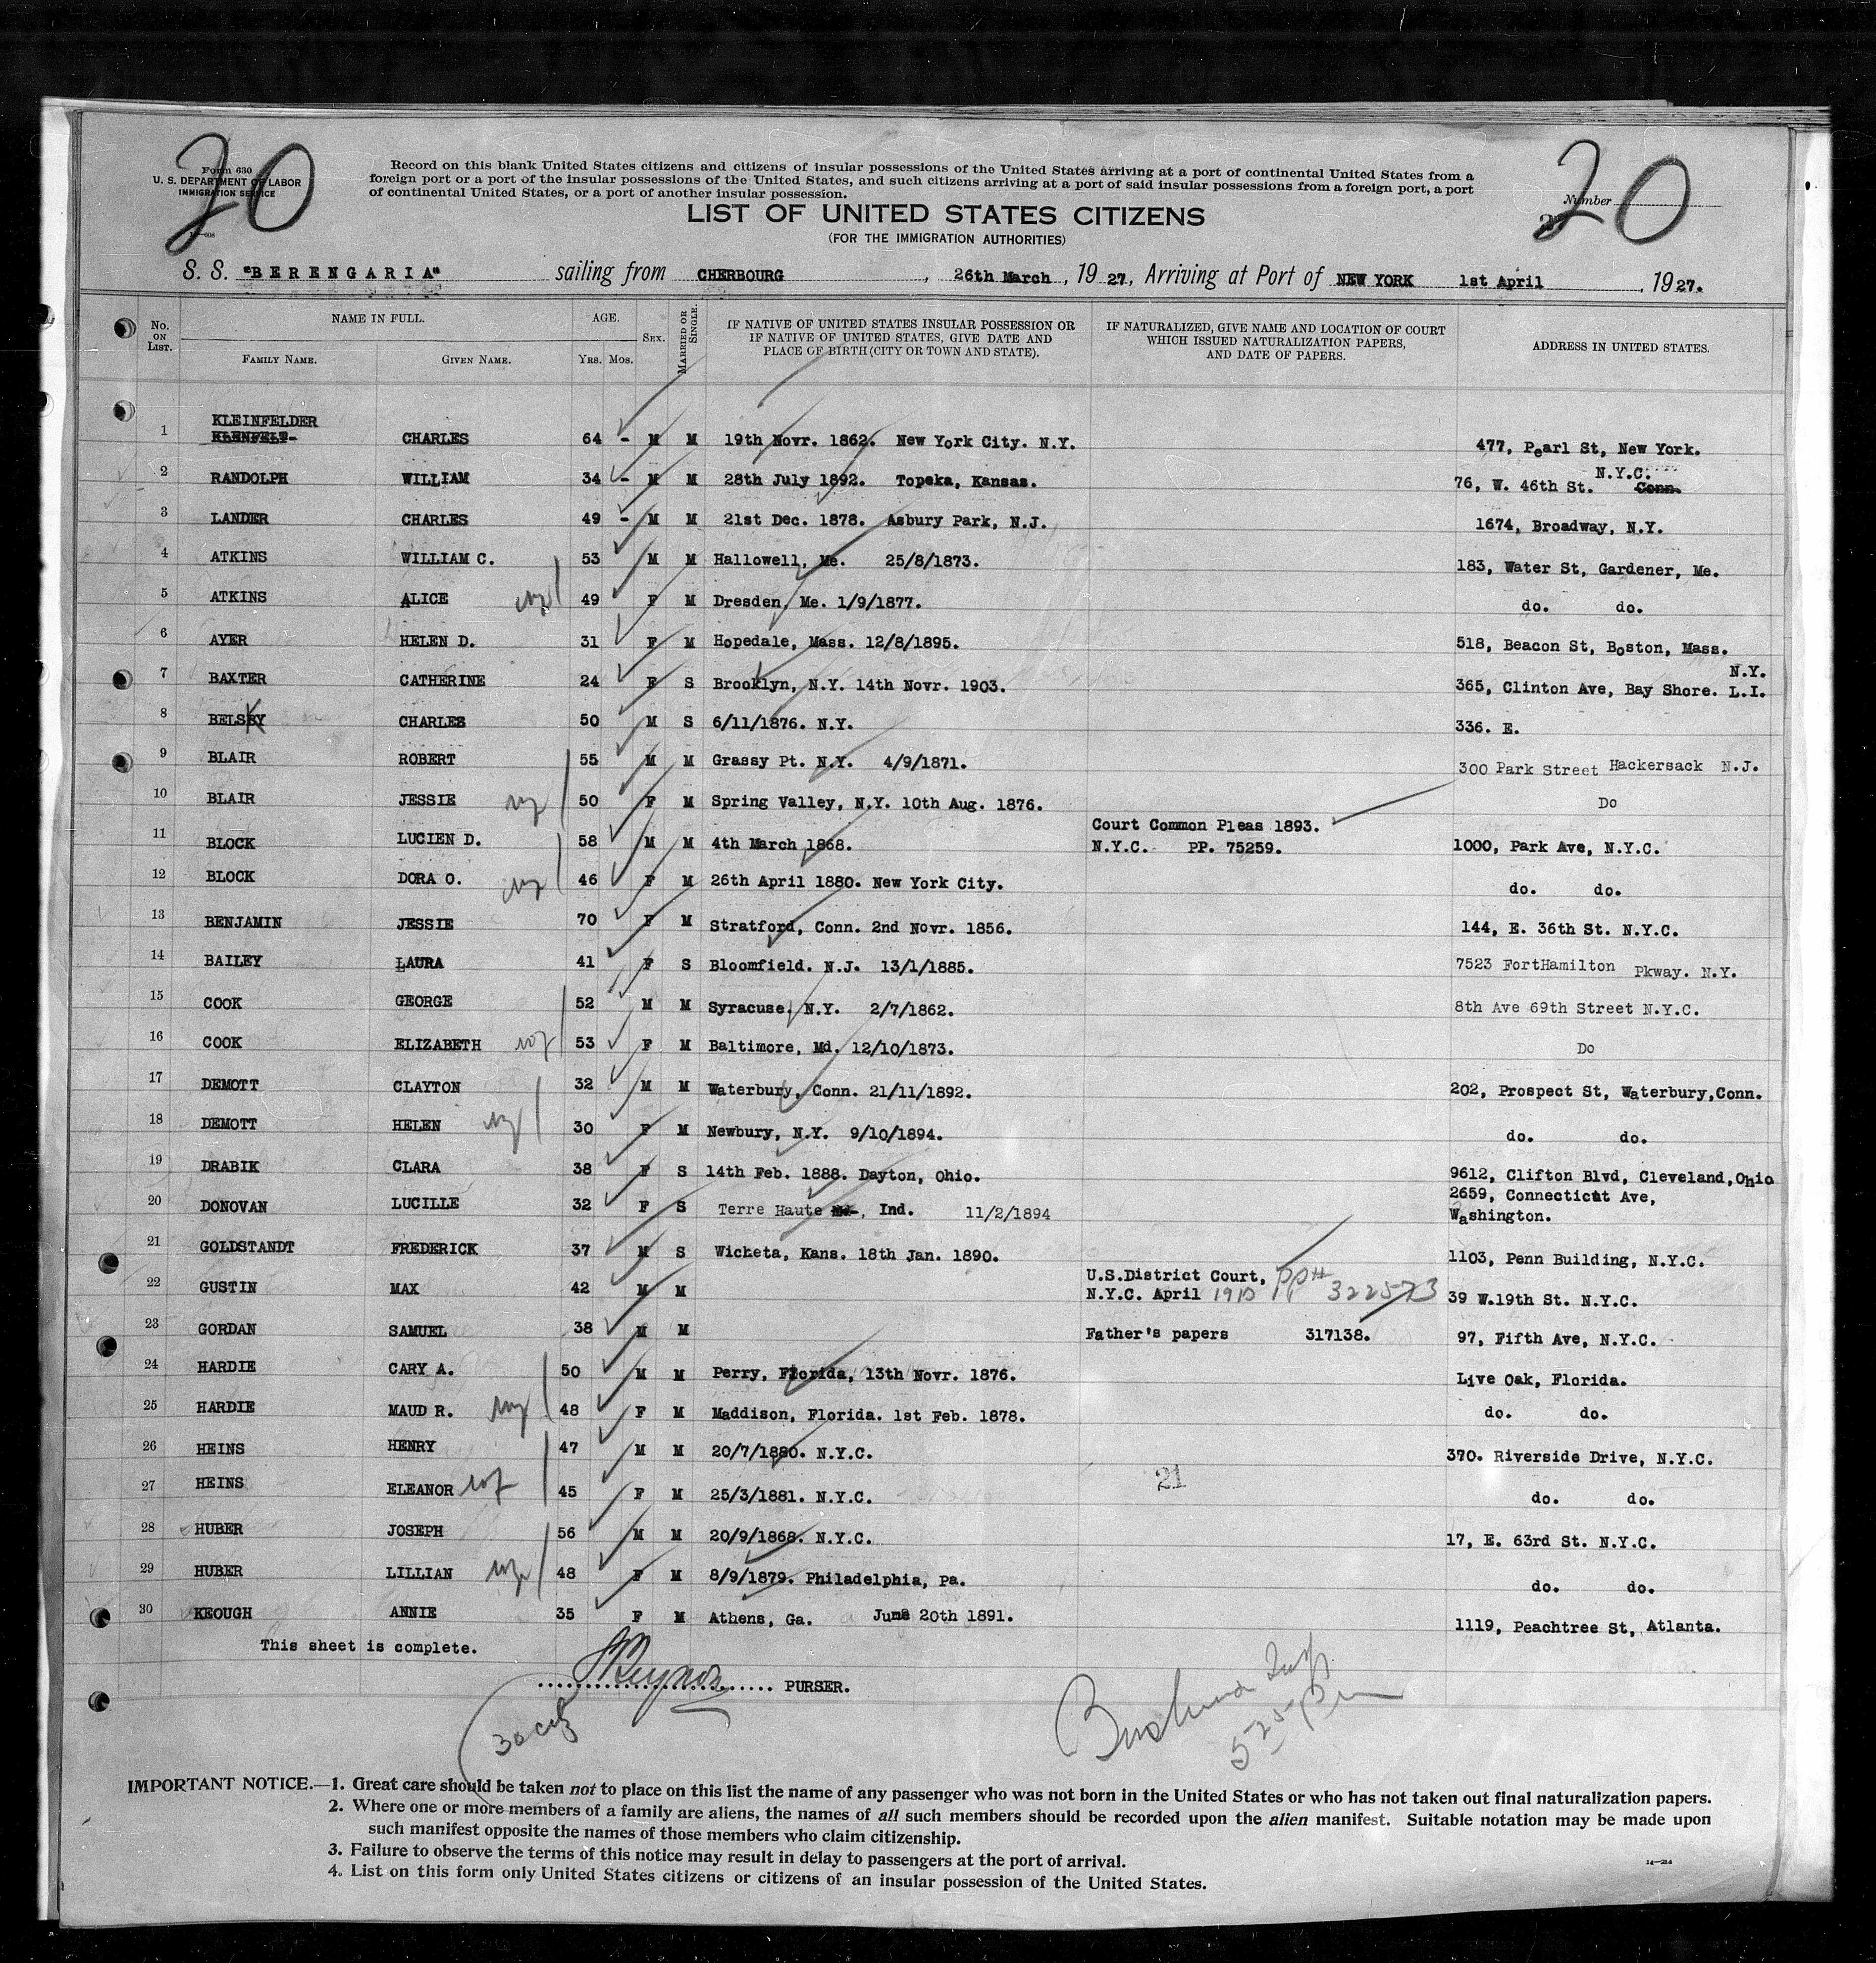 20
20
Form 630
U. S. DEPARTMENT OF LABOR
IMMIGRATION SERVICE
Record on this blank United States citizens and citizens of insular possessions of the United States arriving at a port of continental United States from a
foreign port or a port of the insular possessions of the United States, and such citizens arriving at a port of said insular possessions from a foreign port, a port
of continental United States, or a port of another insular possession.
Number
LIST OF UNITED STATES CITIZENS
(FOR THE IMMIGRATION AUTHORITIES)
S. S. "BERENGARIA" sailing from CHERBOURG, 26th March, 1927, Arriving at Port of NEW YORK 1st April, 1927.
No. ON LIST. NAME IN FULL. FAMILY NAME. GIVEN NAME. AGE. YRS. MOS. SEX. MARRIED OR SINGLE. IF NATIVE OF UNITED STATES INSULAR POSSESSION OR IF NATIVE OF UNITED STATES, GIVE DATE AND PLACE OF BIRTH (CITY OR TOWN AND STATE). IF NATURALIZED, GIVE NAME AND LOCATION OF COURT WHICH ISSUED NATURALIZATION PAPERS, AND DATE OF PAPERS. ADDRESS IN UNITED STATES.
KLEINFELDER
1 KLENFELT- CHARLES 64 - M M 19th Novr. 1862. New York City. N.Y. 477, Pearl St, New York.
2 RANDOLPH WILLIAM 34 - M M 28th July 1892. Topeka, Kansas. 76, W. 46th St. N.Y.C. Conn.
3 LANDER CHARLES 49 - M M 21st Dec. 1878. Asbury Park, N.J. 1674, Broadway, N.Y.
4 ATKINS WILLIAM C. 53 M M Hallowell, Me. 25/8/1873. 183, Water St, Gardener, Me.
5 ATKINS ALICE 49 F M Dresden, Me. 1/9/1877. do. do.
6 AYER HELEN D. 31 F M Hopedale, Mass. 12/8/1895. 518, Beacon St, Boston, Mass.
7 BAXTER CATHERINE 24 F S Brooklyn, N.Y. 14th Novr. 1903. 365, Clinton Ave, Bay Shore. L.I. N.Y.
8 BELSKY CHARLES 50 M S 6/11/1876. N.Y. 336. E.
9 BLAIR ROBERT 55 M M Grassy Pt. N.Y. 4/9/1871. 300 Park Street Hackersack N.J.
10 BLAIR JESSIE 50 F M Spring Valley, N.Y. 10th Aug. 1876. Do
11 BLOCK LUCIEN D. 58 M M 4th March 1868. Court Common Pleas 1893. N.Y.C. PP. 75259. 1000, Park Ave, N.Y.C.
12 BLOCK DORA O. 46 F M 26th April 1880. New York City. do. do.
13 BENJAMIN JESSIE 70 F M Stratford, Conn. 2nd Novr. 1856. 144, E. 36th St. N.Y.C.
14 BAILEY LAURA 41 F S Bloomfield. N.J. 13/1/1885. 7523 FortHamilton Pkway. N.Y.
15 COOK GEORGE 52 M M Syracuse, N.Y. 2/7/1862. 8th Ave 69th Street N.Y.C.
16 COOK ELIZABETH 53 F M Baltimore, Md. 12/10/1873. Do
17 DEMOTT CLAYTON 32 M M Waterbury, Conn. 21/11/1892. 202, Prospect St, Waterbury,Conn.
18 DEMOTT HELEN 30 F M Newbury, N.Y. 9/10/1894. do. do.
19 DRABIK CLARA 38 F S 14th Feb. 1888. Dayton, Ohio. 9612, Clifton Blvd, Cleveland,Ohio
20 DONOVAN LUCILLE 32 F S Terre Haute, Ind. 11/2/1894 2659, Connecticut Ave, Washington.
21 GOLDSTANDT FREDERICK 37 M S Wicheta, Kans. 18th Jan. 1890. 1103, Penn Building, N.Y.C.
22 GUSTIN MAX 42 M M U.S.District Court, N.Y.C. April 1910 PP# 322573 39 W.19th St. N.Y.C.
23 GORDAN SAMUEL 38 M M Father's papers 317138. 97, Fifth Ave, N.Y.C.
24 HARDIE CARY A. 50 M M Perry, Florida, 13th Novr. 1876. Live Oak, Florida.
25 HARDIE MAUD R. 48 F M Maddison, Florida. 1st Feb. 1878. do. do.
26 HEINS HENRY 47 M M 20/7/1880. N.Y.C. 370. Riverside Drive, N.Y.C.
27 HEINS ELEANOR 45 F M 25/3/1881. N.Y.C. 21 do. do.
28 HUBER JOSEPH 56 M M 20/9/1868. N.Y.C. 17, E. 63rd St. N.Y.C.
29 HUBER LILLIAN 48 F M 8/9/1879. Philadelphia, Pa. do. do.
30 KEOUGH ANNIE 35 F M Athens, Ga. June 20th 1891. 1119, Peachtree St, Atlanta.
This sheet is complete.
PURSER.
IMPORTANT NOTICE.—1. Great care should be taken not to place on this list the name of any passenger who was not born in the United States or who has not taken out final naturalization papers.
2. Where one or more members of a family are aliens, the names of all such members should be recorded upon the alien manifest. Suitable notation may be made upon
such manifest opposite the names of those members who claim citizenship.
3. Failure to observe the terms of this notice may result in delay to passengers at the port of arrival.
4. List on this form only United States citizens or citizens of an insular possession of the United States.